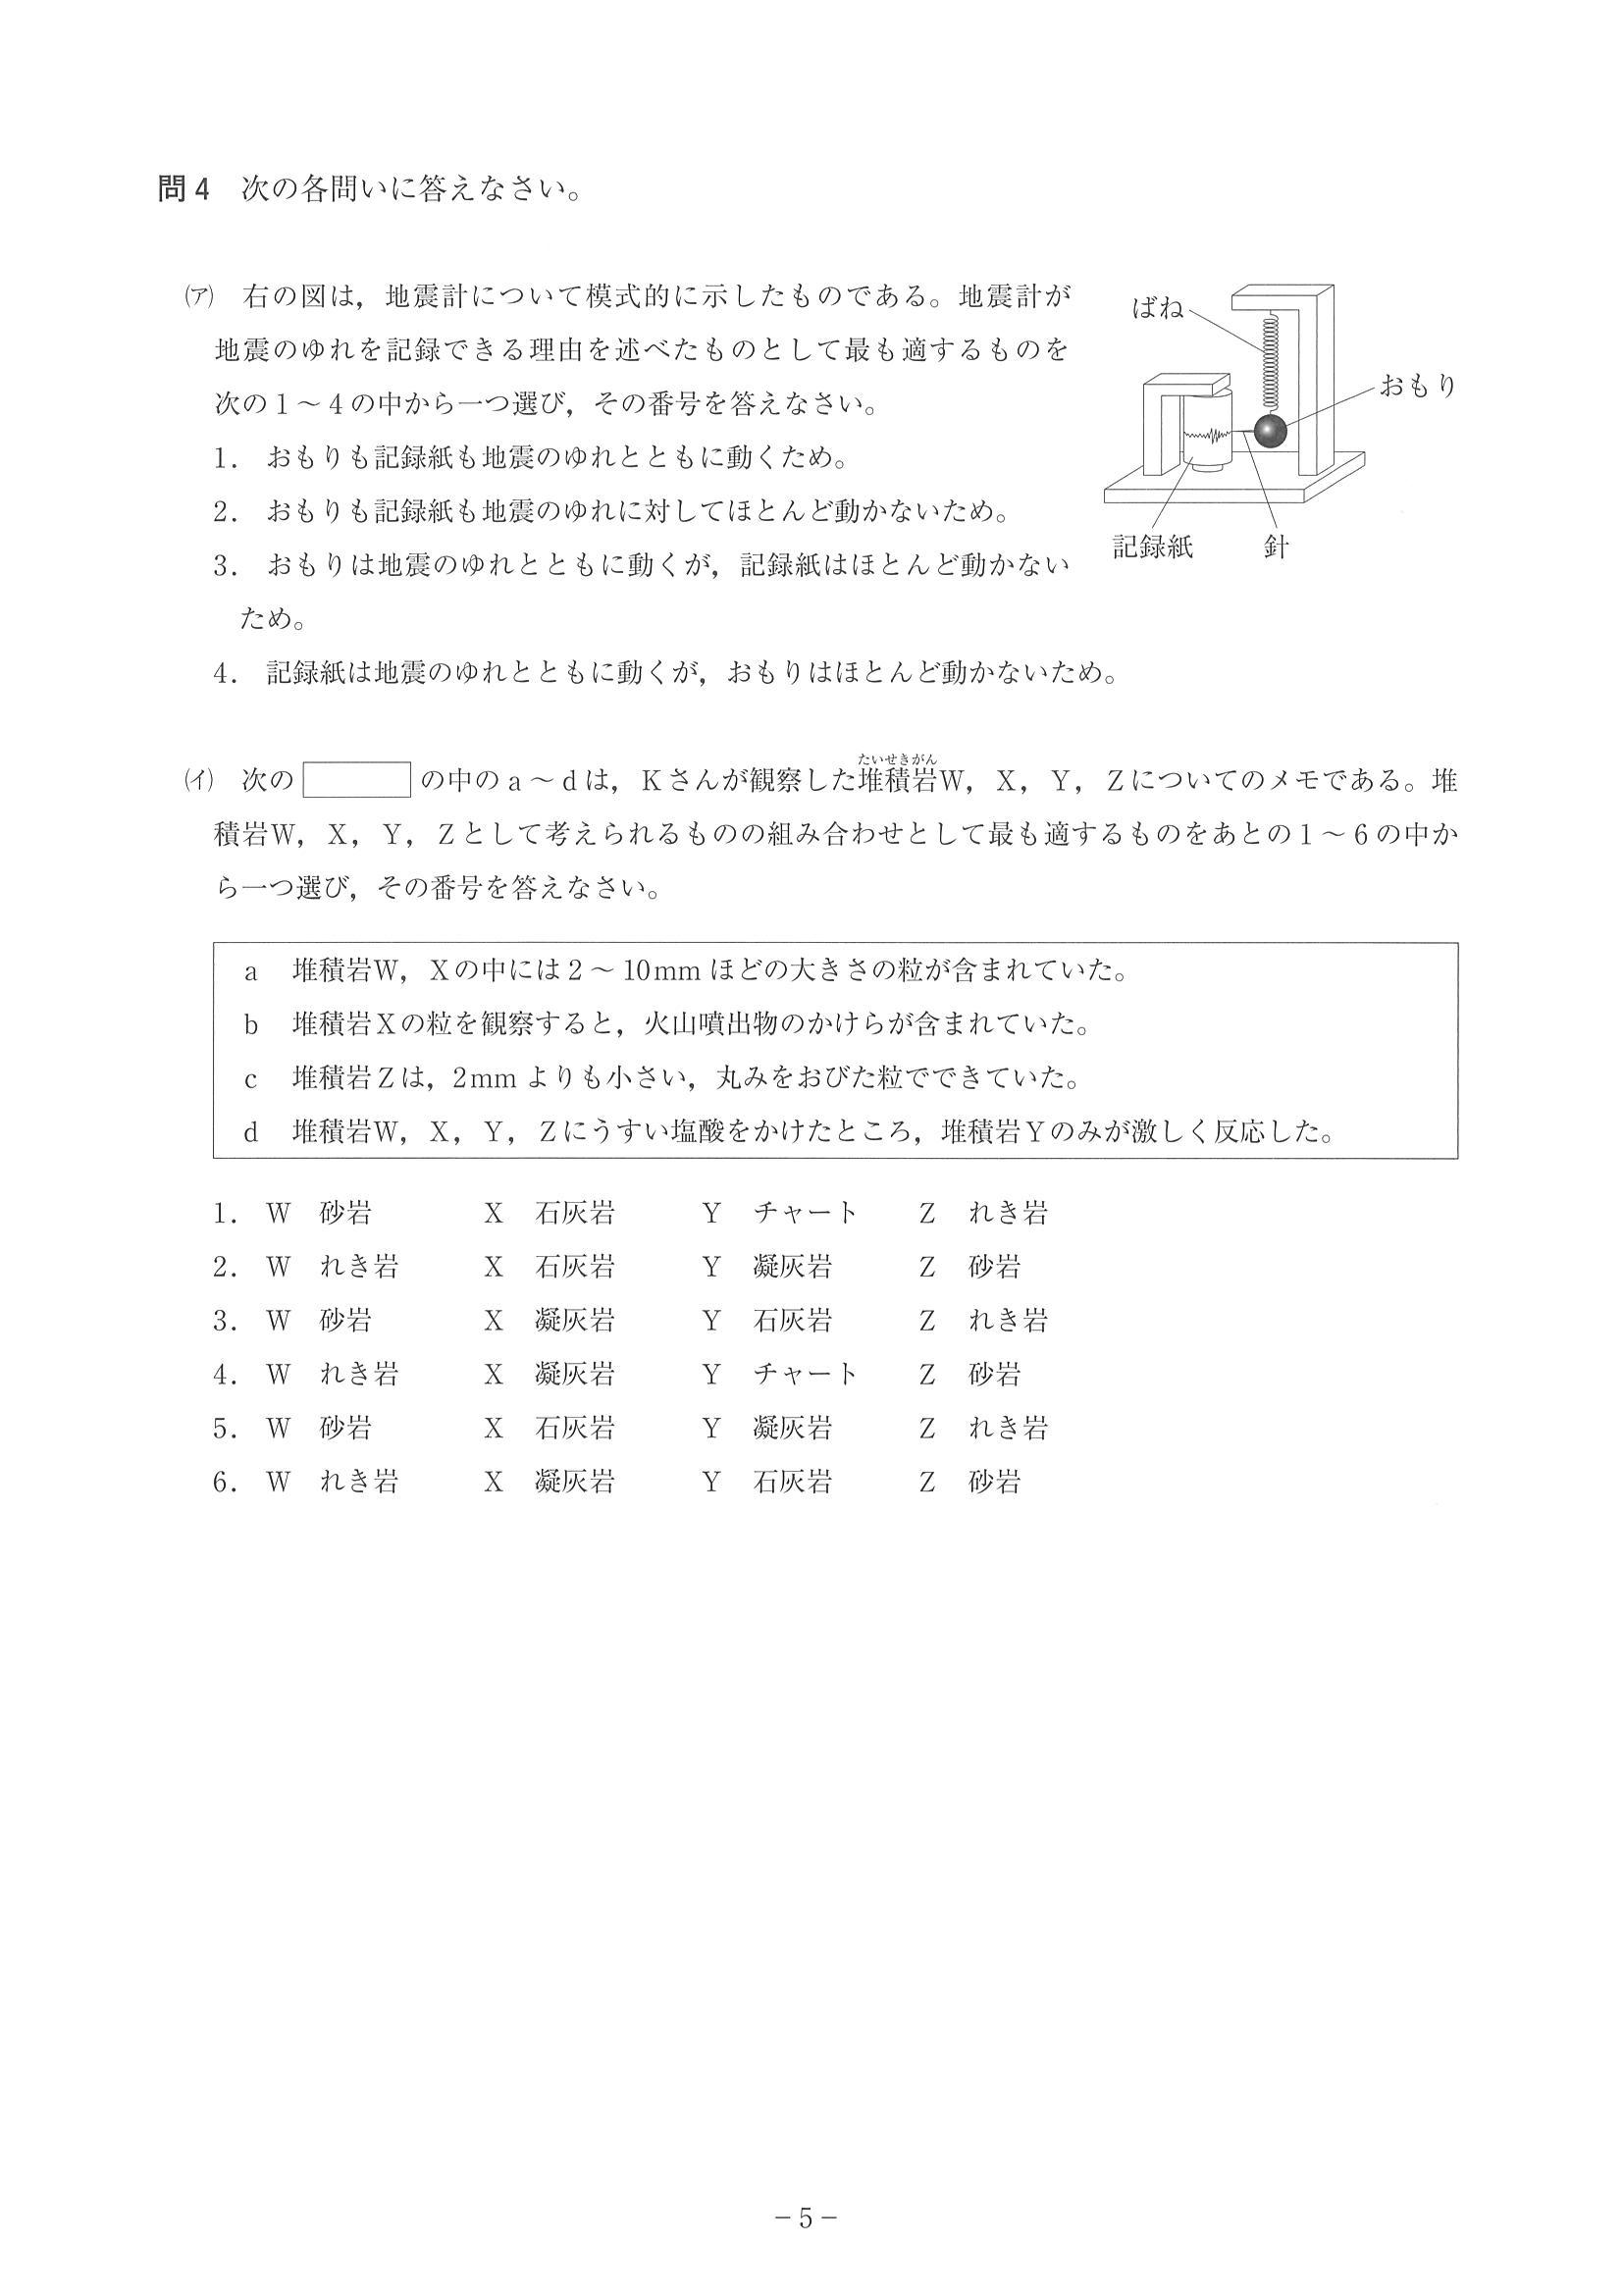 問4 次の各問いに答えなさい。
(ア) 右の図は，地震計について模式的に示したものである。地震計が
地震のゆれを記録できる理由を述べたものとして最も適するものを
次の1～4の中から一つ選び，その番号を答えなさい。
1. おもりも記録紙も地震のゆれとともに動くため。
2. おもりも記録紙も地震のゆれに対してほとんど動かないため。
3. おもりは地震のゆれとともに動くが，記録紙はほとんど動かない
ため。
4. 記録紙は地震のゆれとともに動くが，おもりはほとんど動かないため。
ばね
おもり
記録紙 針
たいせきがん
(イ) 次の の中のa～dは，Kさんが観察した堆積岩W，X，Y，Zについてのメモである。堆
積岩W，X，Y，Zとして考えられるものの組み合わせとして最も適するものをあとの1～6の中か
ら一つ選び，その番号を答えなさい。
a 堆積岩W，Xの中には2～10mmほどの大きさの粒が含まれていた。
b 堆積岩Xの粒を観察すると，火山噴出物のかけらが含まれていた。
c 堆積岩Zは，2mmよりも小さい，丸みをおびた粒でできていた。
d 堆積岩W，X，Y，Zにうすい塩酸をかけたところ，堆積岩Yのみが激しく反応した。
1. W 砂岩 X 石灰岩 Y チャート Z れき岩
2. W れき岩 X 石灰岩 Y 凝灰岩 Z 砂岩
3. W 砂岩 X 凝灰岩 Y 石灰岩 Z れき岩
4. W れき岩 X 凝灰岩 Y チャート Z 砂岩
5. W 砂岩 X 石灰岩 Y 凝灰岩 Z れき岩
6. W れき岩 X 凝灰岩 Y 石灰岩 Z 砂岩
－5－